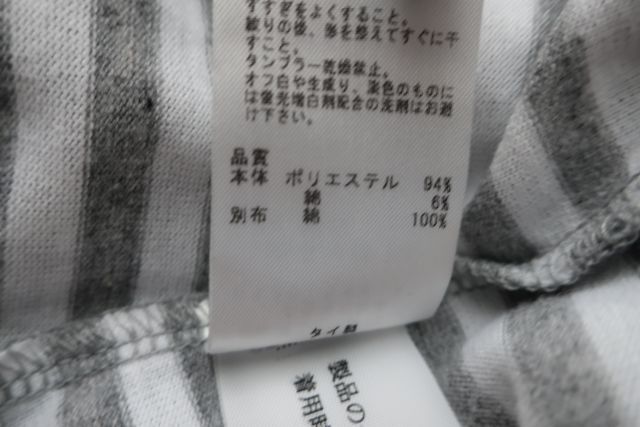 すすぎをよくすること。
絞りの後、形を整えてすぐに干
すこと。
タンブラー乾燥禁止。
オフ白や生成り、淡色のものに
は蛍光増白剤配合の洗剤はお避
け下さい。
品質
本体 ポリエステル 94%
綿 6%
別布 綿 100%
タイ製
製品の
着用時